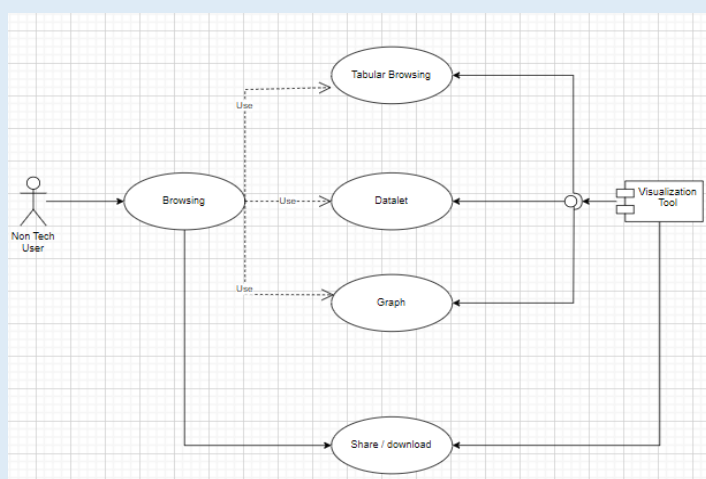 Tabular Browsing
Use
Visualization
Tool
Browsing
Use
Datalet
Non Tech
User
Use
Graph
Share / download